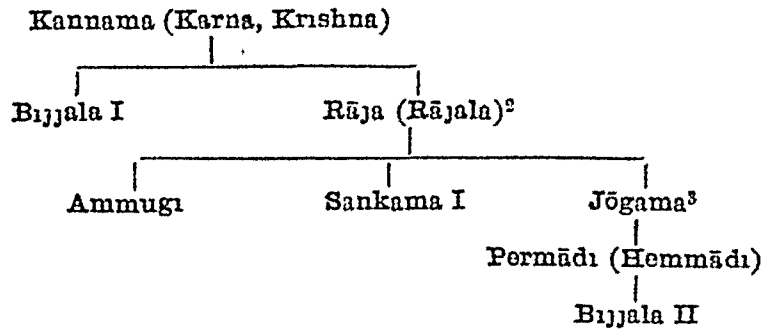 Kannama (Karna, Krishna)
Bijjala I Rāja (Rājala)²
Ammugi Sankama I Jōgama³
Permādi (Hemmādi)
Bijjala II